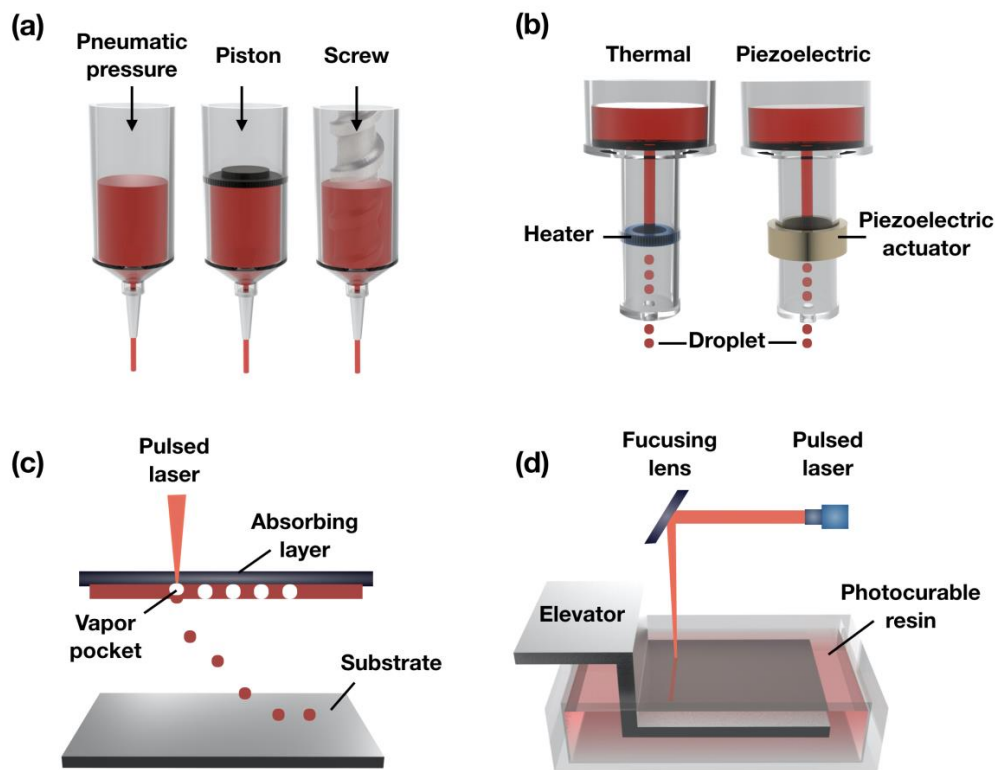 (a)
Pneumatic
pressure
Piston
Screw
(b)
Thermal
Piezoelectric
Heater
Piezoelectric
actuator
Droplet
(c)
Pulsed
laser
Absorbing
layer
Vapor
pocket
Substrate
(d)
Fucusing
lens
Pulsed
laser
Elevator
Photocurable
resin